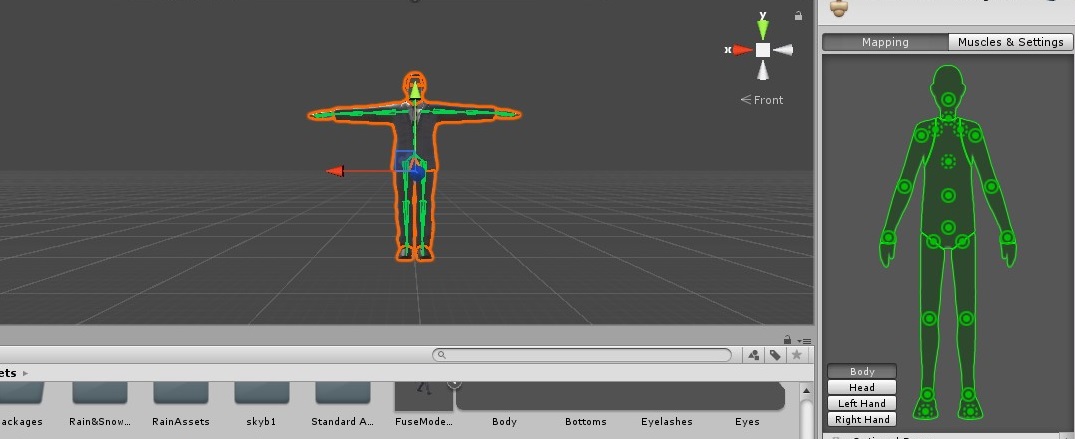 y
x
Front
Mapping
Muscles & Settings
Body
Head
Left Hand
Right Hand
ets
ackages
Rain&Snow...
RainAssets
skyb1
Standard A...
FuseMode...
Body
Bottoms
Eyelashes
Eyes